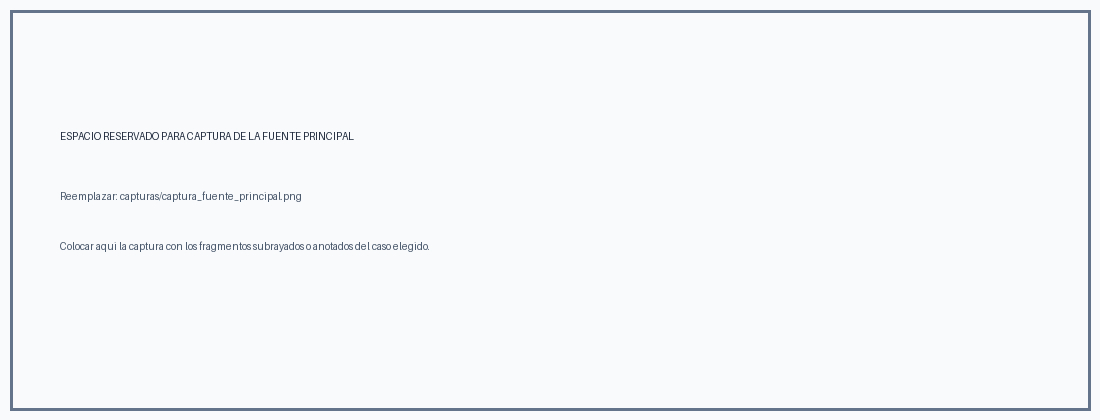 ESPACIO RESERVADO PARA CAPTURA DE LA FUENTE PRINCIPAL
Reemplazar: capturas/captura_fuente_principal.png
Colocar aqui la captura con los fragmentos subrayados o anotados del caso elegido.